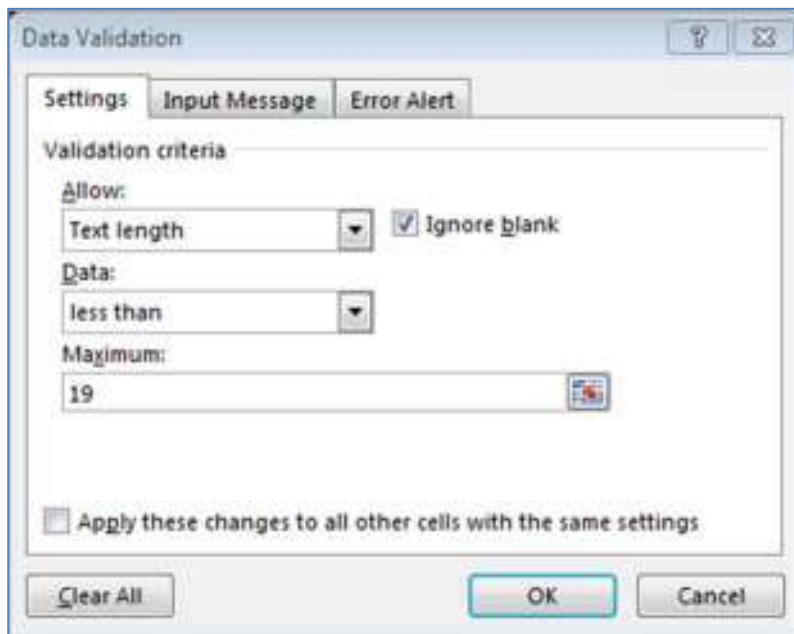 Data Validation
Settings Input Message Error Alert
Validation criteria
Allow:
Text length Ignore blank
Data:
less than
Maximum:
19
Apply these changes to all other cells with the same settings
Clear All OK Cancel